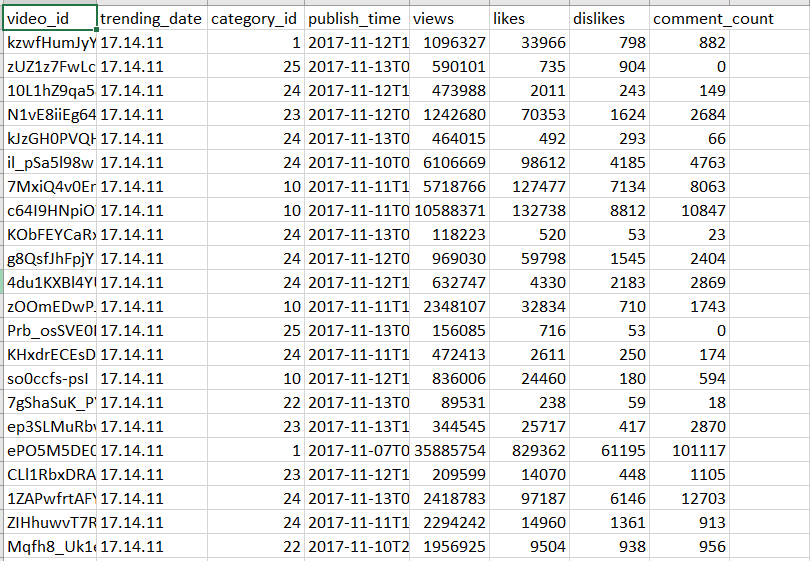 video_id trending_date category_id publish_time views likes dislikes comment_count
kzwfHumJyY 17.14.11 1 2017-11-12T1 1096327 33966 798 882
zUZ1z7FwLc 17.14.11 25 2017-11-13T0 590101 735 904 0
10L1hZ9qa5 17.14.11 24 2017-11-12T1 473988 2011 243 149
N1vE8iiEg64 17.14.11 23 2017-11-12T0 1242680 70353 1624 2684
kJzGH0PVQH 17.14.11 24 2017-11-13T0 464015 492 293 66
il_pSa5l98w 17.14.11 24 2017-11-10T0 6106669 98612 4185 4763
7MxiQ4v0En 17.14.11 10 2017-11-11T1 5718766 127477 7134 8063
c64I9HNpiO 17.14.11 10 2017-11-11T0 10588371 132738 8812 10847
KObFEYCaRx 17.14.11 24 2017-11-13T0 118223 520 53 23
g8QsfJhFpjY 17.14.11 24 2017-11-12T0 969030 59798 1545 2404
4du1KXBl4YU 17.14.11 24 2017-11-12T1 632747 4330 2183 2869
zOOmEDwPJ 17.14.11 10 2017-11-11T1 2348107 32834 710 1743
Prb_osSVE0 17.14.11 25 2017-11-13T0 156085 716 53 0
KHxdrECEsD 17.14.11 24 2017-11-11T1 472413 2611 250 174
so0ccfs-psI 17.14.11 10 2017-11-12T1 836006 24460 180 594
7gShaSuK_PY 17.14.11 22 2017-11-13T0 89531 238 59 18
ep3SLMuRbv 17.14.11 23 2017-11-13T1 344545 25717 417 2870
ePO5M5DE0 17.14.11 1 2017-11-07T0 35885754 829362 61195 101117
CLl1RbxDRA 17.14.11 23 2017-11-12T1 209599 14070 448 1105
1ZAPwfrtAFY 17.14.11 24 2017-11-13T0 2418783 97187 6146 12703
ZIHhuwvT7R 17.14.11 24 2017-11-11T1 2294242 14960 1361 913
Mqfh8_Uk1e 17.14.11 22 2017-11-10T2 1956925 9504 938 956